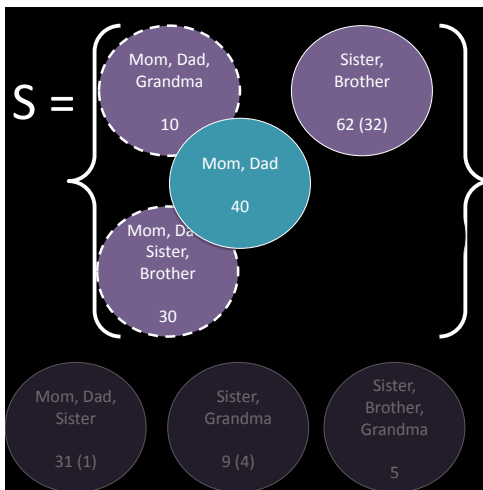 S =
Mom, Dad,
Grandma
10
Sister,
Brother
62 (32)
Mom, Dad
40
Mom, Da
Sister,
Brother
30
Mom, Dad,
Sister
31 (1)
Sister,
Grandma
9 (4)
Sister,
Brother,
Grandma
5